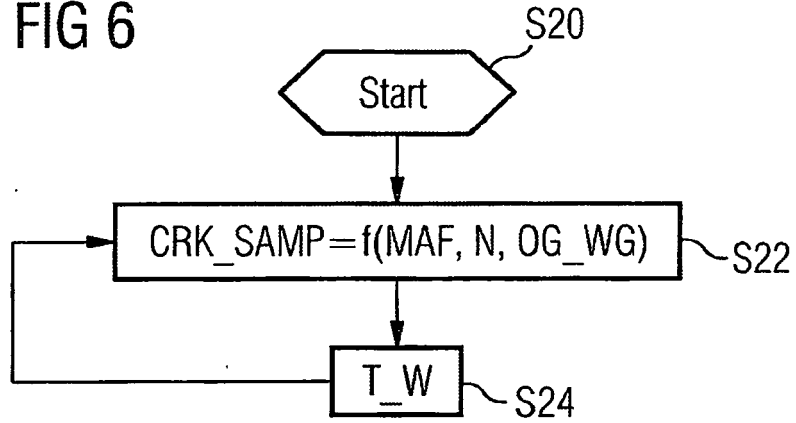 FIG 6
S20
Start
CRK_SAMP=f(MAF, N, OG_WG)
S22
T_W
S24